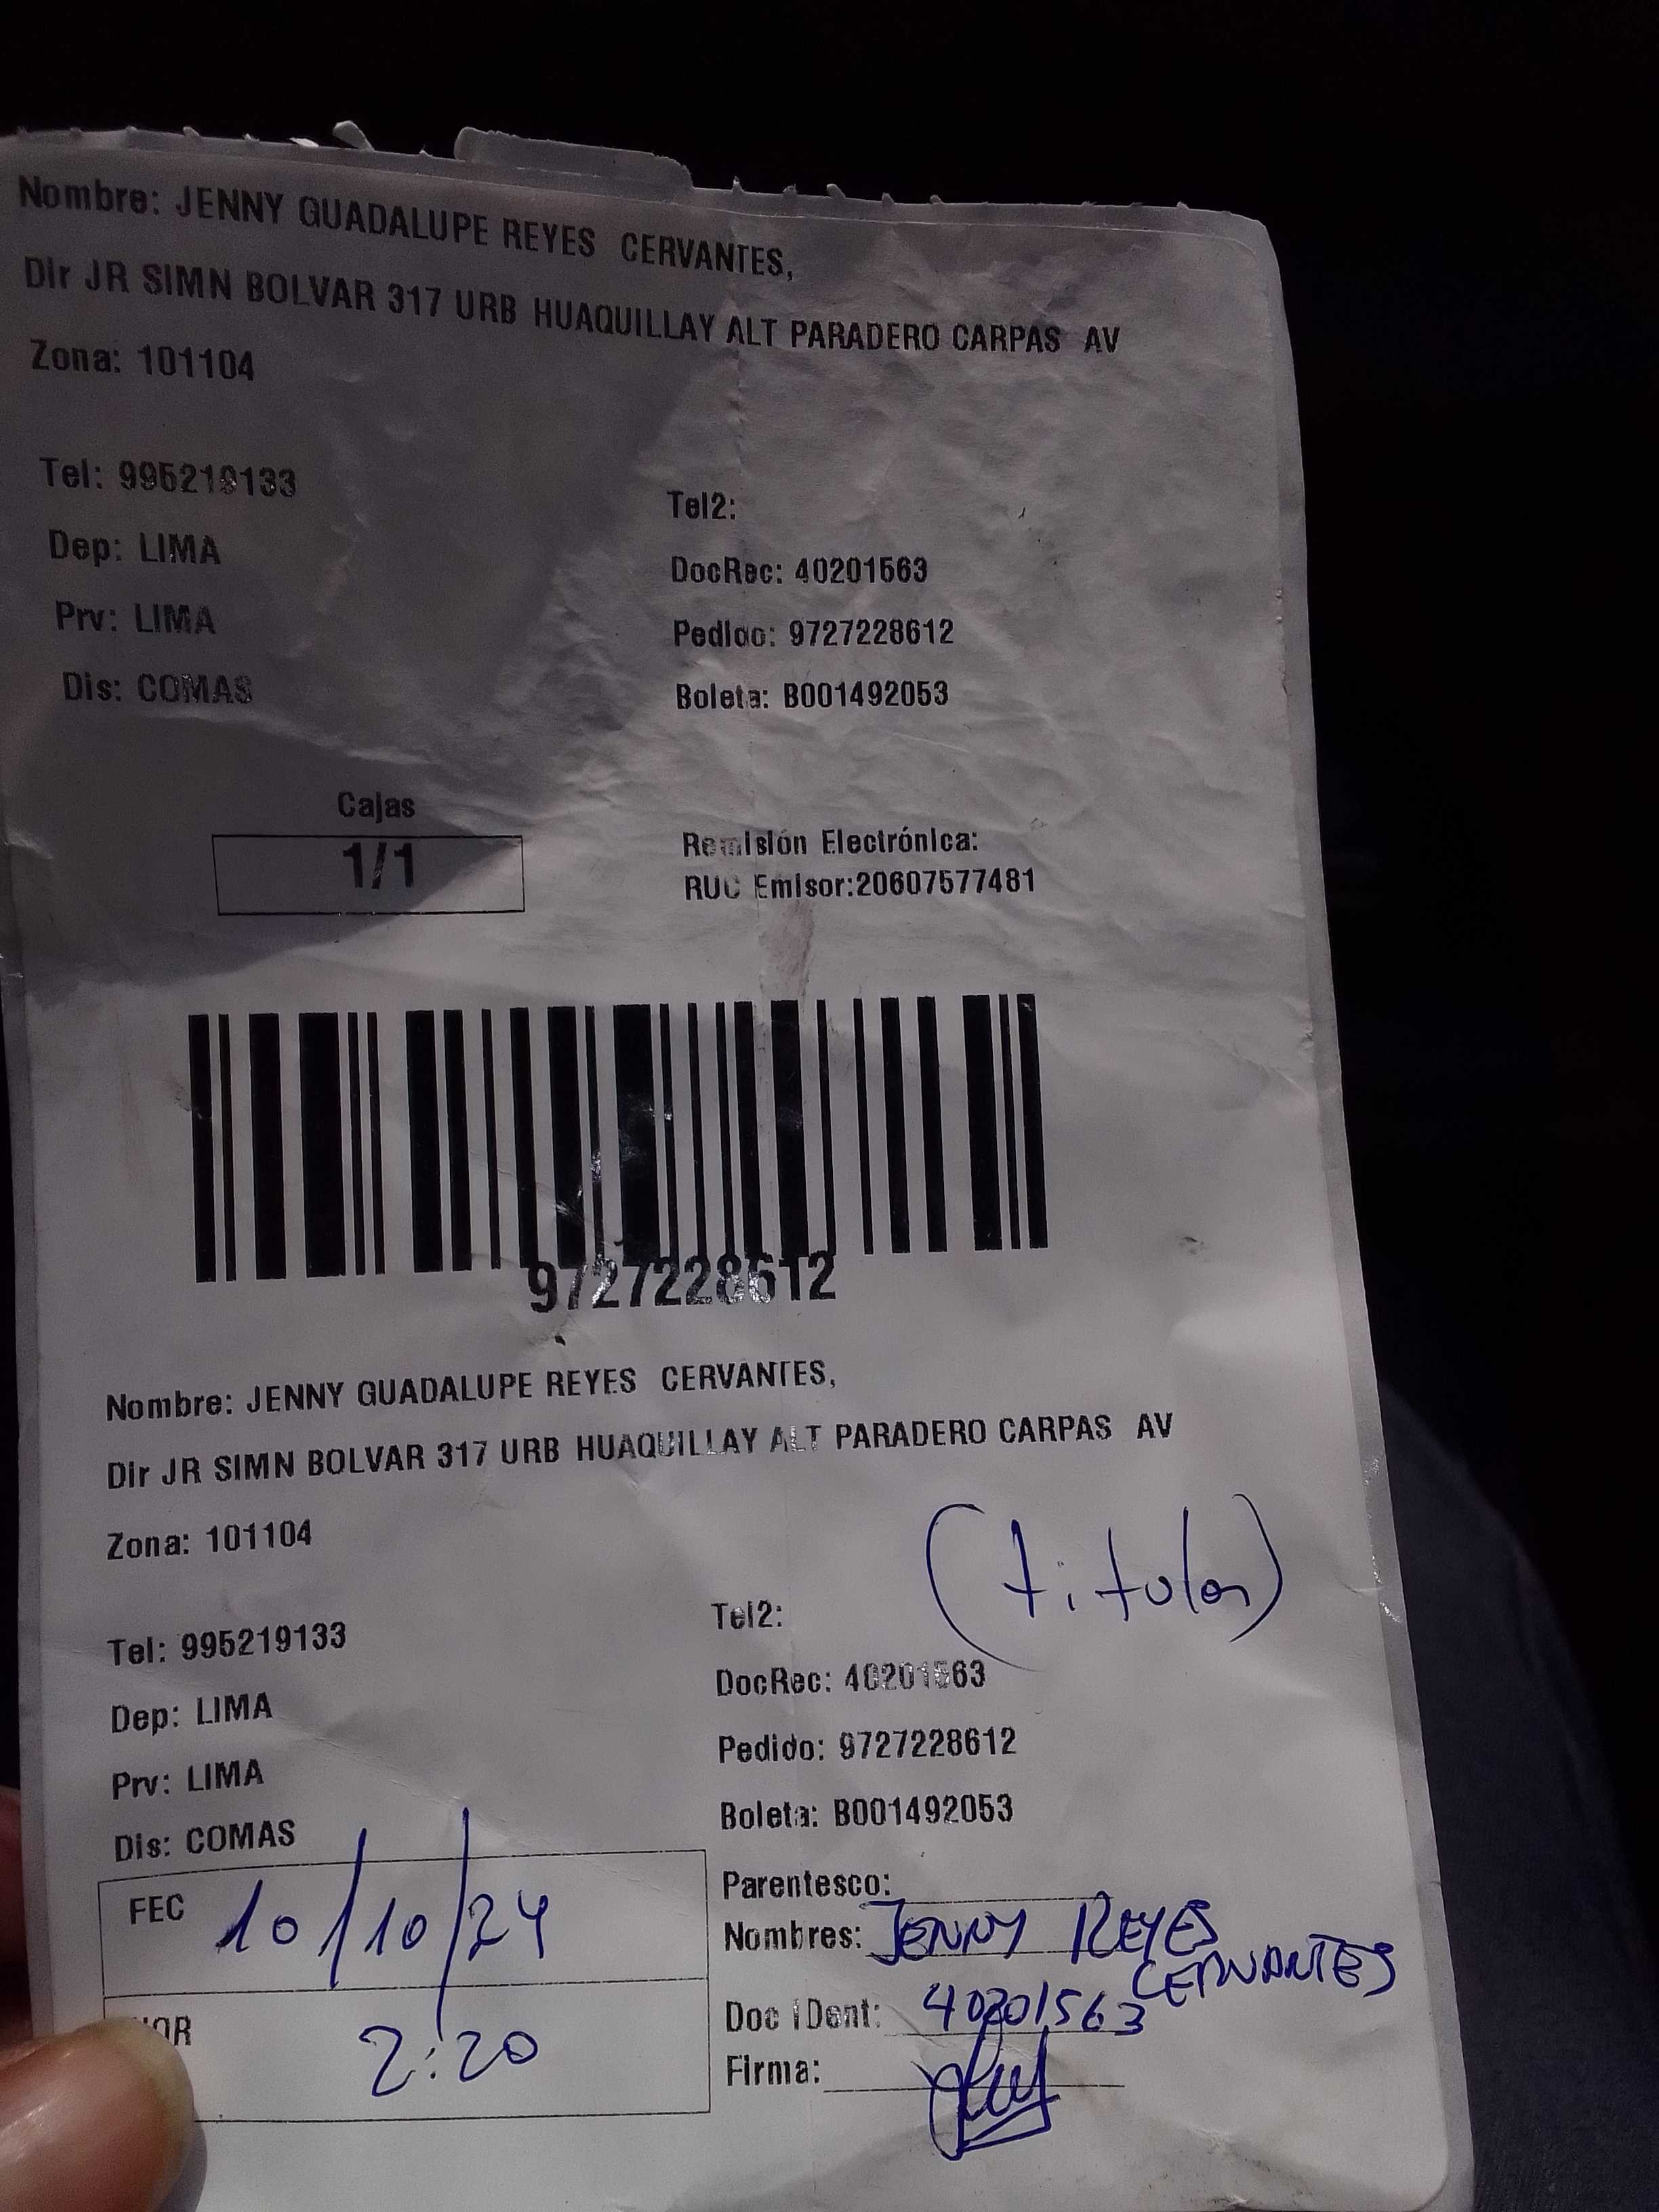 Nombre: JENNY GUADALUPE REYES CERVANTES,
Dir JR SIMN BOLVAR 317 URB HUAQUILLAY ALT PARADERO CARPAS AV
Zona: 101104
Tel: 995219133
Tel2:
Dep: LIMA
DocRec: 40201563
Prv: LIMA
Pedido: 9727228612
Dis: COMAS
Boleta: B001492053
Cajas
1/1
Remisión Electrónica:
RUC Emisor:20607577481
9727228612
Nombre: JENNY GUADALUPE REYES CERVANTES,
Dir JR SIMN BOLVAR 317 URB HUAQUILLAY ALT PARADERO CARPAS AV
Zona: 101104
(titular)
Tel: 995219133
Tel2:
Dep: LIMA
DocRec: 40201563
Prv: LIMA
Pedido: 9727228612
Dis: COMAS
Boleta: B001492053
FEC 10/10/24
HOR 2:20
Parentesco:
Nombres: JENNY REYES
CERVANTES
Doc iDent: 40201563
Firma: